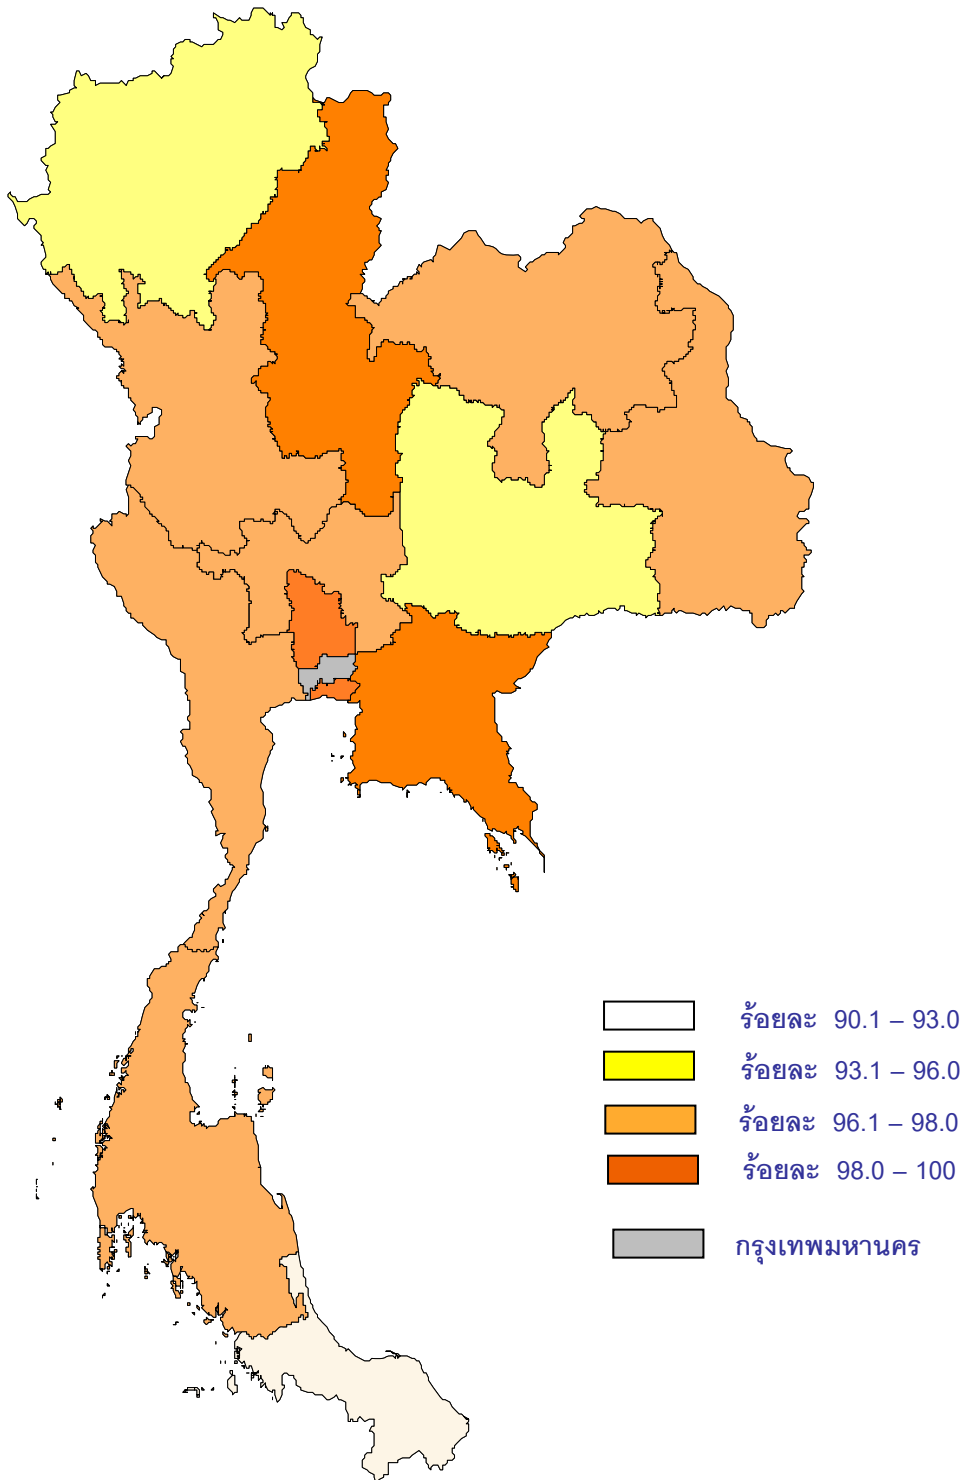 ร้อยละ 90.1 – 93.0
ร้อยละ 93.1 – 96.0
ร้อยละ 96.1 – 98.0
ร้อยละ 98.0 – 100
กรุงเทพมหานคร